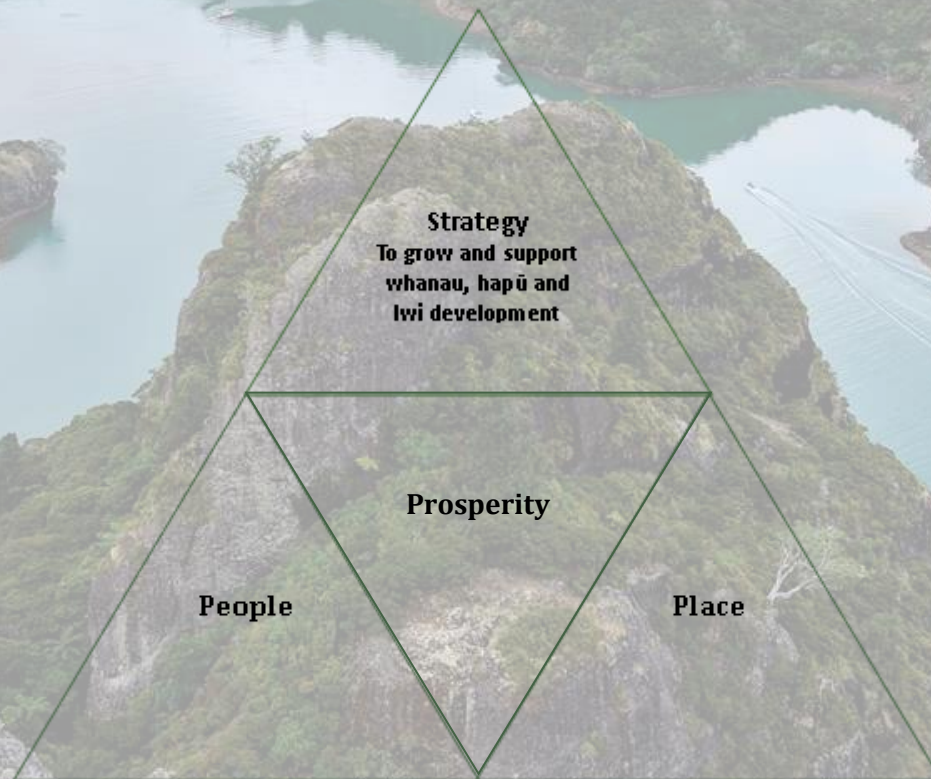 Strategy
To grow and support
whanau, hapū and
Iwi development
Prosperity
People
Place